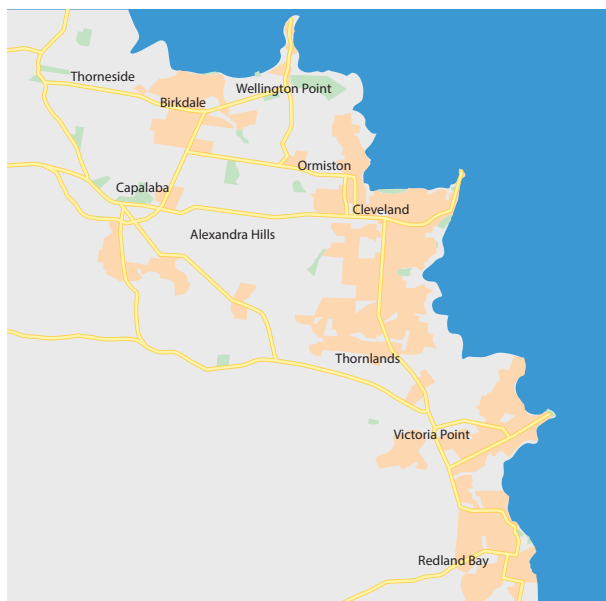 Thorneside
Wellington Point
Birkdale
Ormiston
Capalaba
Cleveland
Alexandra Hills
Thornlands
Victoria Point
Redland Bay